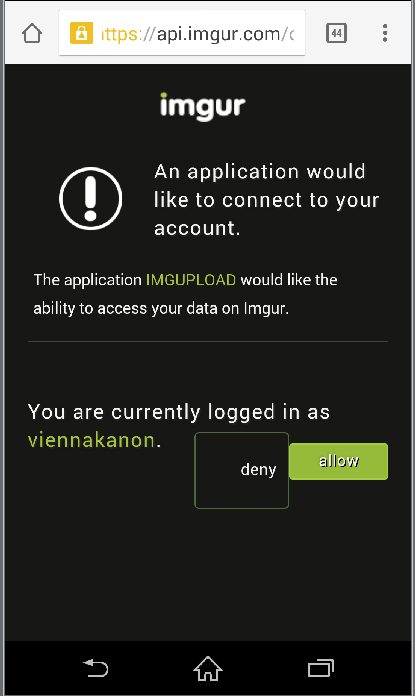 https://api.imgur.com/o
44
imgur
An application would
like to connect to your
account.
The application IMGUPLOAD would like the
ability to access your data on Imgur.
You are currently logged in as
viennakanon.
deny
allow